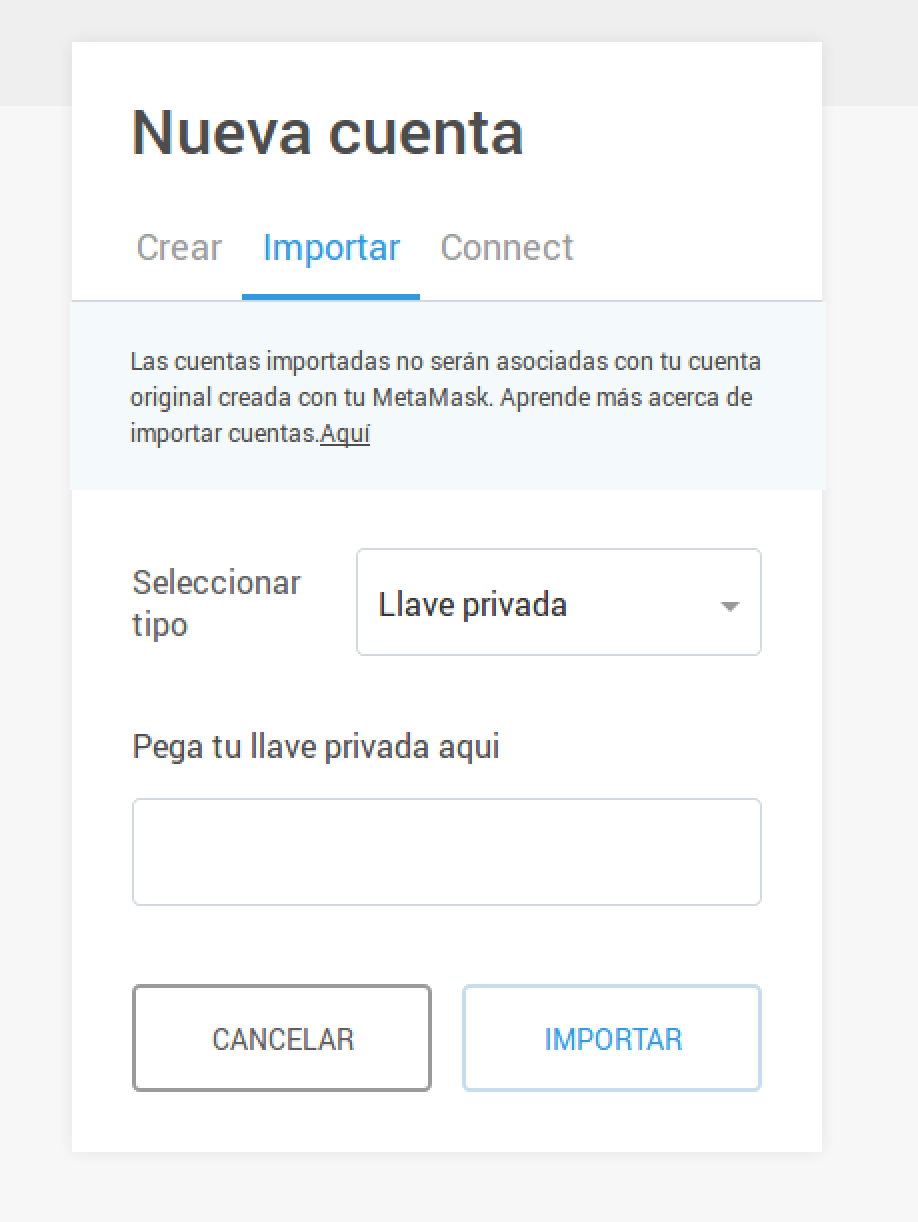 Nueva cuenta
Crear Importar Connect
Las cuentas importadas no serán asociadas con tu cuenta
original creada con tu MetaMask. Aprende más acerca de
importar cuentas.Aquí
Seleccionar
tipo
Llave privada
Pega tu llave privada aqui
CANCELAR IMPORTAR